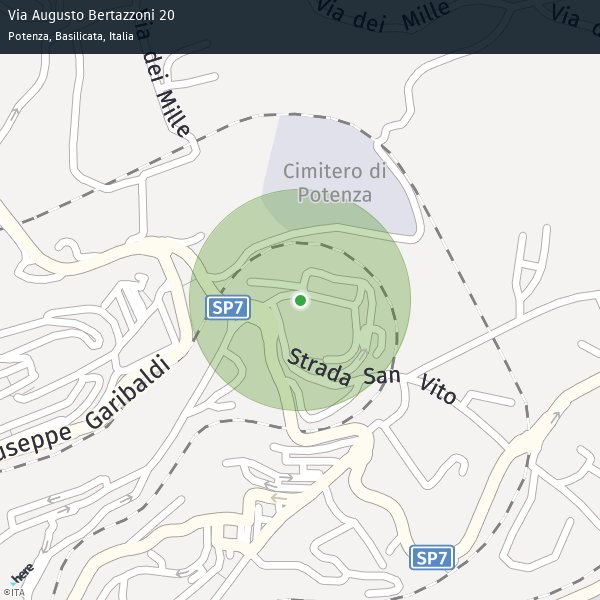 Via Augusto Bertazzoni 20
Potenza, Basilicata, Italia
Via dei Mille
Via d
Via dei Mille
Cimitero di
Potenza
SP7
Strada San Vito
useppe Garibaldi
SP7
here
©ITA